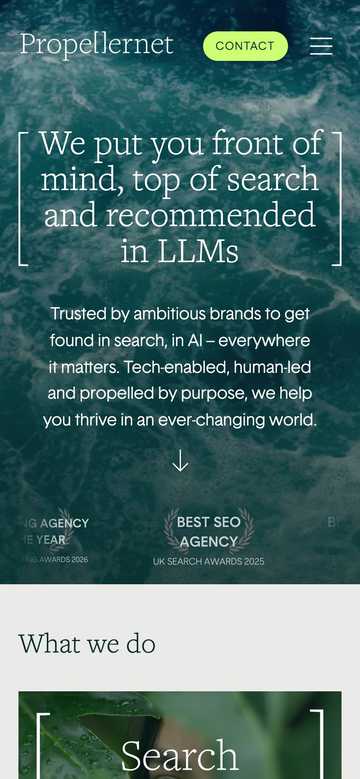 Propellernet
CONTACT
We put you front of
mind, top of search
and recommended
in LLMs
Trusted by ambitious brands to get
found in search, in AI – everywhere
it matters. Tech-enabled, human-led
and propelled by purpose, we help
you thrive in an ever-changing world.
AGENCY
YEAR
AWARDS 2026
BEST SEO
AGENCY
UK SEARCH AWARDS 2025
What we do
Search